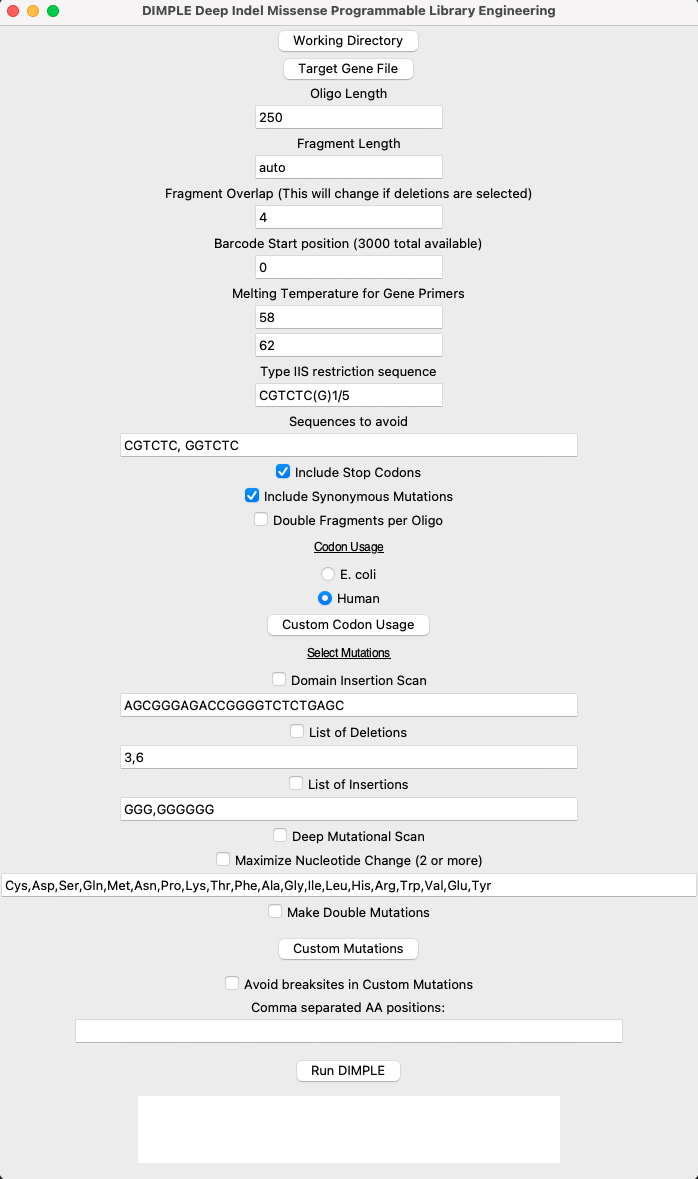 DIMPLE Deep Indel Missense Programmable Library Engineering
Working Directory
Target Gene File
Oligo Length
250
Fragment Length
auto
Fragment Overlap (This will change if deletions are selected)
4
Barcode Start position (3000 total available)
0
Melting Temperature for Gene Primers
58
62
Type IIS restriction sequence
CGTCTC(G)1/5
Sequences to avoid
CGTCTC, GGTCTC
Include Stop Codons
Include Synonymous Mutations
Double Fragments per Oligo
Codon Usage
E. coli
Human
Custom Codon Usage
Select Mutations
Domain Insertion Scan
AGCGGGAGACCGGGGTCTCTGAGC
List of Deletions
3,6
List of Insertions
GGG,GGGGGG
Deep Mutational Scan
Maximize Nucleotide Change (2 or more)
Cys,Asp,Ser,Gln,Met,Asn,Pro,Lys,Thr,Phe,Ala,Gly,Ile,Leu,His,Arg,Trp,Val,Glu,Tyr
Make Double Mutations
Custom Mutations
Avoid breaksites in Custom Mutations
Comma separated AA positions:
Run DIMPLE